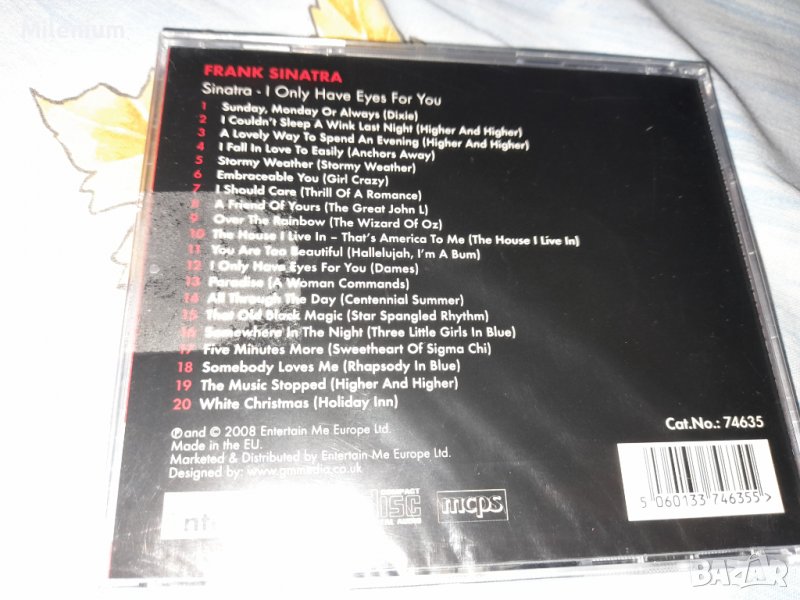 Milenium
FRANK SINATRA
Sinatra - I Only Have Eyes For You
1 Sunday, Monday Or Always (Dixie)
2 I Couldn't Sleep A Wink Last Night (Higher And Higher)
3 A Lovely Way To Spend An Evening (Higher And Higher)
4 I Fall In Love To Easily (Anchors Away)
5 Stormy Weather (Stormy Weather)
6 Embraceable You (Girl Crazy)
7 I Should Care (Thrill Of A Romance)
8 A Friend Of Yours (The Great John L)
9 Over The Rainbow (The Wizard Of Oz)
10 The House I Live In – That's America To Me (The House I Live In)
11 You Are Too Beautiful (Hallelujah, I'm A Bum)
12 I Only Have Eyes For You (Dames)
13 Paradise (A Woman Commands)
14 All Through The Day (Centennial Summer)
15 That Old Black Magic (Star Spangled Rhythm)
16 Somewhere In The Night (Three Little Girls In Blue)
17 Five Minutes More (Sweetheart Of Sigma Chi)
18 Somebody Loves Me (Rhapsody In Blue)
19 The Music Stopped (Higher And Higher)
20 White Christmas (Holiday Inn)
℗ and © 2008 Entertain Me Europe Ltd.
Made in the EU.
Marketed & Distributed by Entertain Me Europe Ltd.
Designed by: www.gmmedia.co.uk
Cat.No.: 74635
5 060133 746355 >
COMPACT
disc
DIGITAL AUDIO
mcps
BAZAR